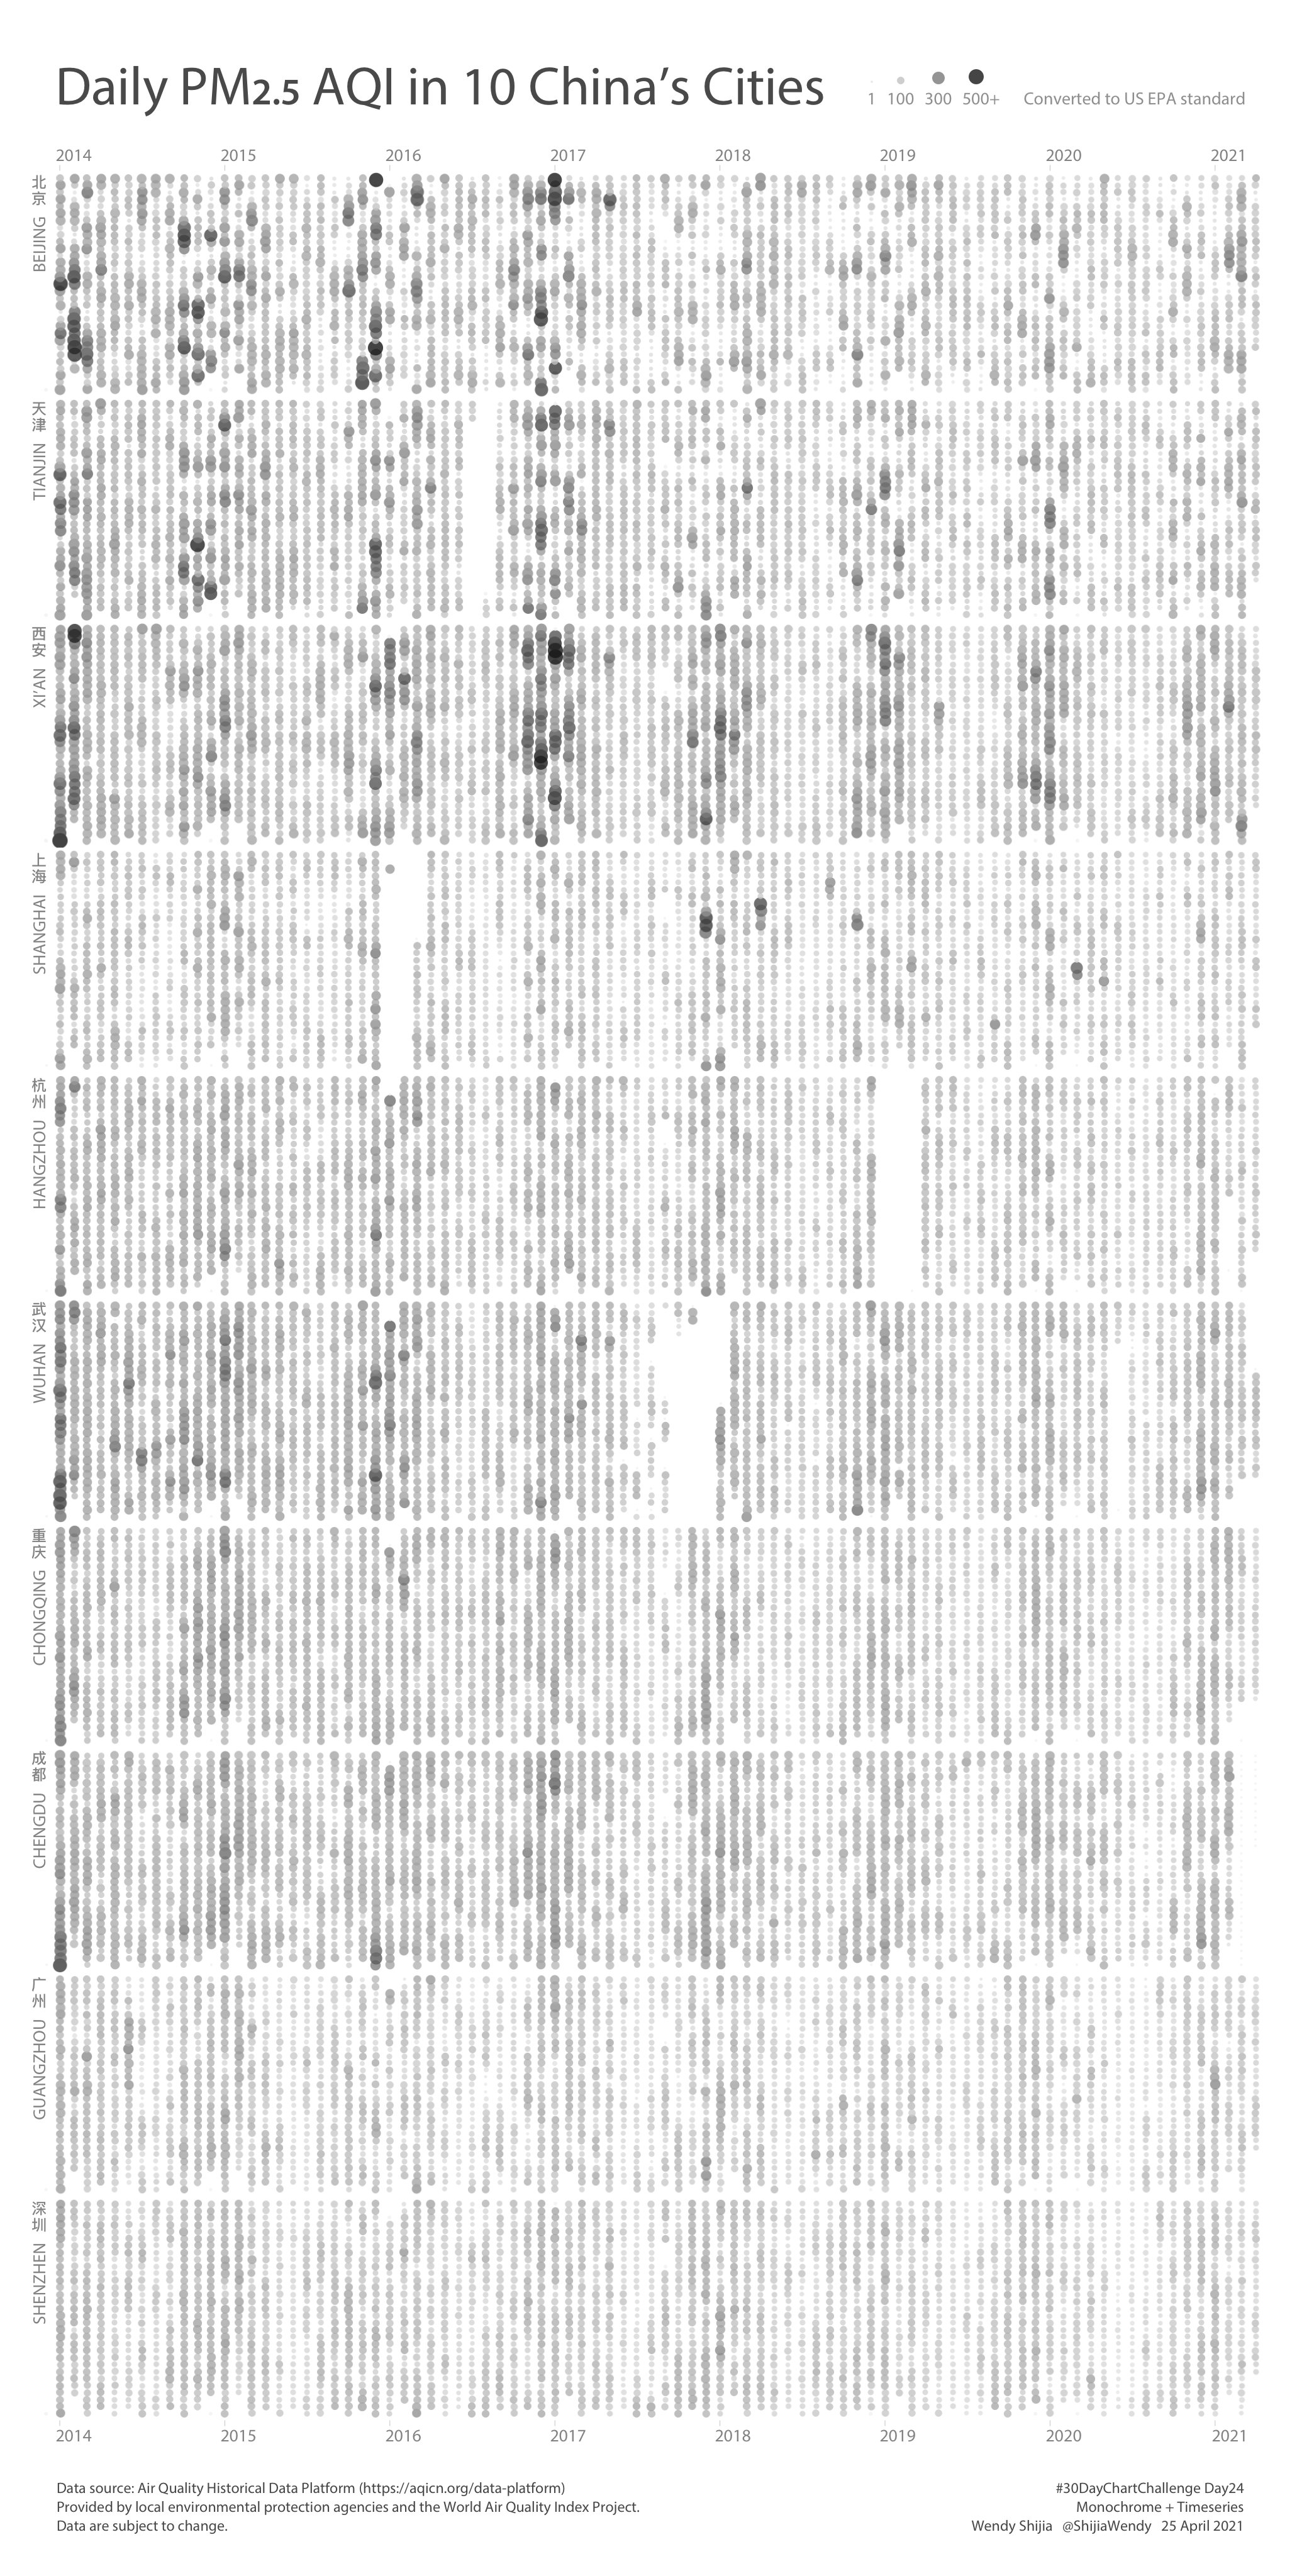 Daily PM2.5 AQI in 10 China's Cities
1 100 300 500+ Converted to US EPA standard
2014 2015 2016 2017 2018 2019 2020 2021
北京 BEIJING
天津 TIANJIN
西安 XI'AN
上海 SHANGHAI
杭州 HANGZHOU
武汉 WUHAN
重庆 CHONGQING
成都 CHENGDU
广州 GUANGZHOU
深圳 SHENZHEN
2014 2015 2016 2017 2018 2019 2020 2021
Data source: Air Quality Historical Data Platform (https://aqicn.org/data-platform)
Provided by local environmental protection agencies and the World Air Quality Index Project.
Data are subject to change.
#30DayChartChallenge Day24
Monochrome + Timeseries
Wendy Shijia @ShijiaWendy 25 April 2021